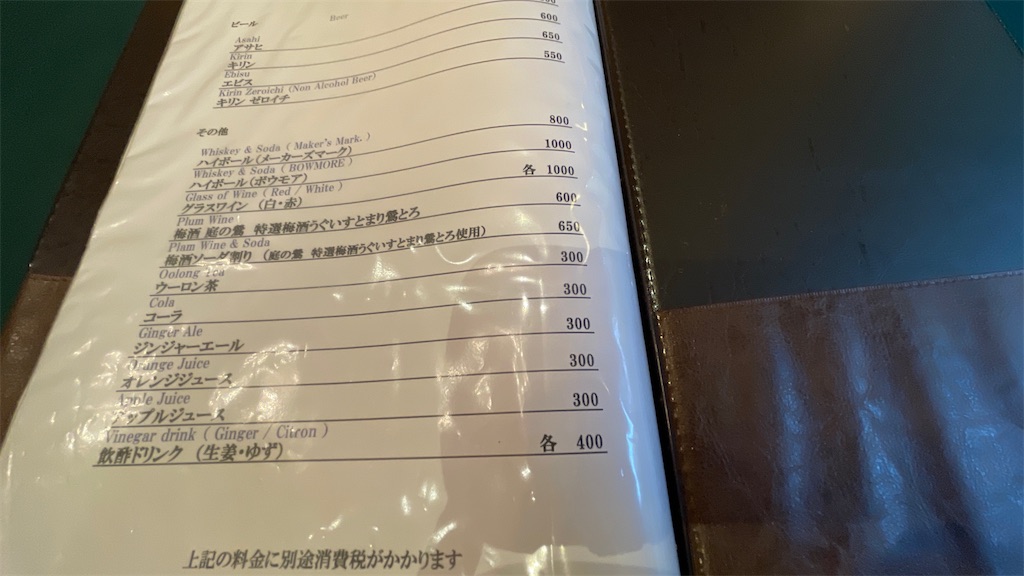 ビール Beer
Asahi
アサヒ
Kirin 600
キリン
Ebisu 650
エビス
Kirin Zeroichi (Non Alcohol Beer) 550
キリン ゼロイチ
その他
Whiskey & Soda ( Maker's Mark. ) 800
ハイボール (メーカーズマーク)
Whiskey & Soda ( BOWMORE ) 1000
ハイボール (ボウモア)
Glass of Wine ( Red / White ) 各 1000
グラスワイン (白・赤)
Plum Wine 600
梅酒 庭の鶯 特選梅酒うぐいすとまり鶯とろ
Plam Wine & Soda 650
梅酒ソーダ割り (庭の鶯 特選梅酒うぐいすとまり鶯とろ使用)
Oolong Tea 300
ウーロン茶
Cola 300
コーラ
Ginger Ale 300
ジンジャーエール
Orange Juice 300
オレンジジュース
Apple Juice 300
アップルジュース
Vinegar drink ( Ginger / Citron ) 各 400
飲酢ドリンク (生姜・ゆず)
上記の料金に別途消費税がかかります